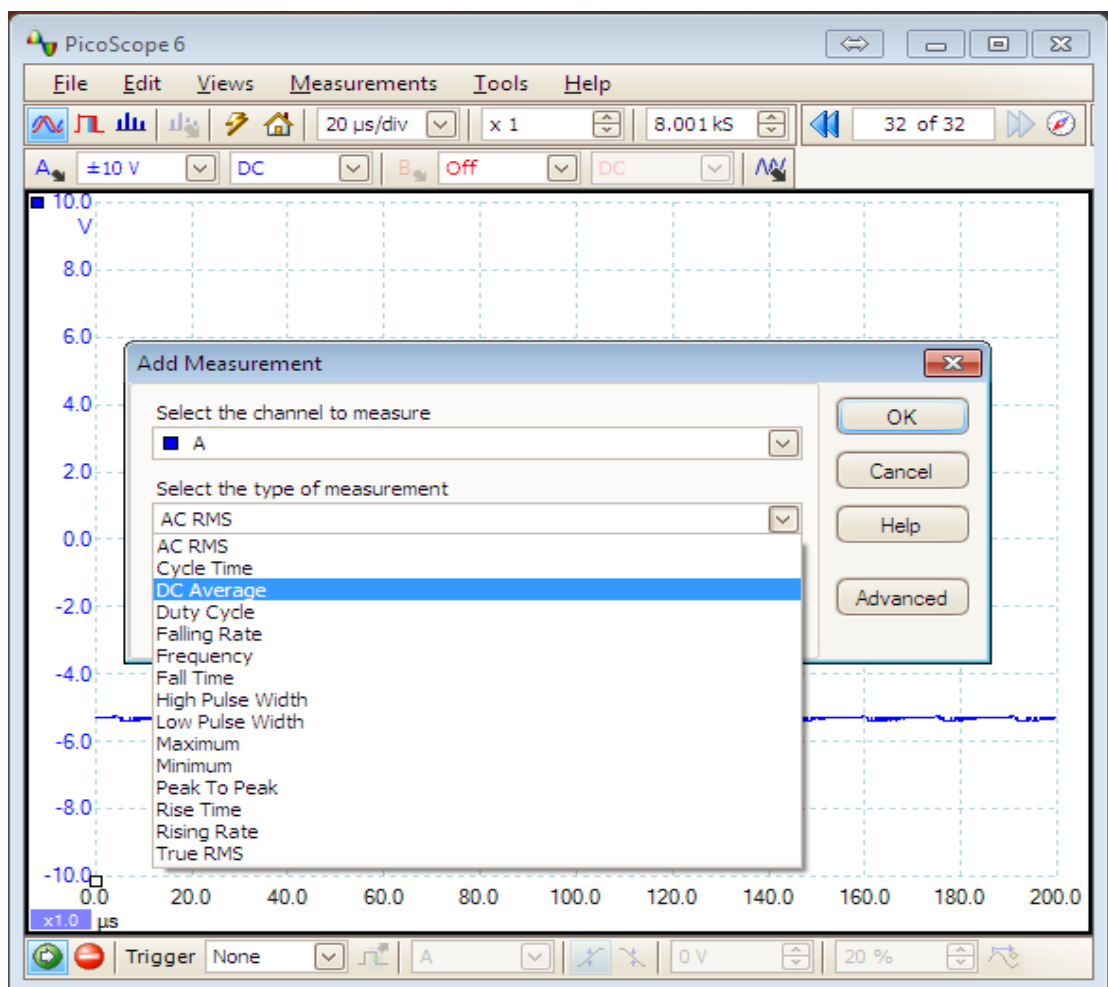 PicoScope 6
File Edit Views Measurements Tools Help
20 µs/div x 1 8.001 kS 32 of 32
A ±10 V DC B Off DC
10.0
V
8.0
6.0
4.0
2.0
0.0
-2.0
-4.0
-6.0
-8.0
-10.0
Add Measurement
Select the channel to measure
A
Select the type of measurement
AC RMS
AC RMS
Cycle Time
DC Average
Duty Cycle
Falling Rate
Frequency
Fall Time
High Pulse Width
Low Pulse Width
Maximum
Minimum
Peak To Peak
Rise Time
Rising Rate
True RMS
OK
Cancel
Help
Advanced
0.0 20.0 40.0 60.0 80.0 100.0 120.0 140.0 160.0 180.0 200.0
x1.0 µs
Trigger None A 0 V 20 %